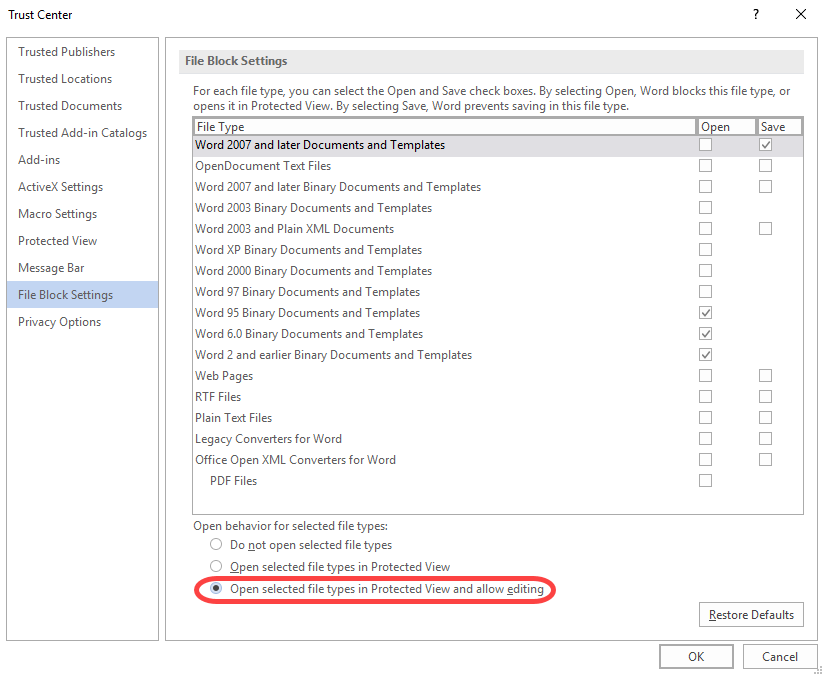 Trust Center
?
Trusted Publishers
Trusted Locations
Trusted Documents
Trusted Add-in Catalogs
Add-ins
ActiveX Settings
Macro Settings
Protected View
Message Bar
File Block Settings
Privacy Options
File Block Settings
For each file type, you can select the Open and Save check boxes. By selecting Open, Word blocks this file type, or
opens it in Protected View. By selecting Save, Word prevents saving in this file type.
File Type Open Save
Word 2007 and later Documents and Templates
OpenDocument Text Files
Word 2007 and later Binary Documents and Templates
Word 2003 Binary Documents and Templates
Word 2003 and Plain XML Documents
Word XP Binary Documents and Templates
Word 2000 Binary Documents and Templates
Word 97 Binary Documents and Templates
Word 95 Binary Documents and Templates
Word 6.0 Binary Documents and Templates
Word 2 and earlier Binary Documents and Templates
Web Pages
RTF Files
Plain Text Files
Legacy Converters for Word
Office Open XML Converters for Word
PDF Files
Open behavior for selected file types:
Do not open selected file types
Open selected file types in Protected View
Open selected file types in Protected View and allow editing
Restore Defaults
OK Cancel